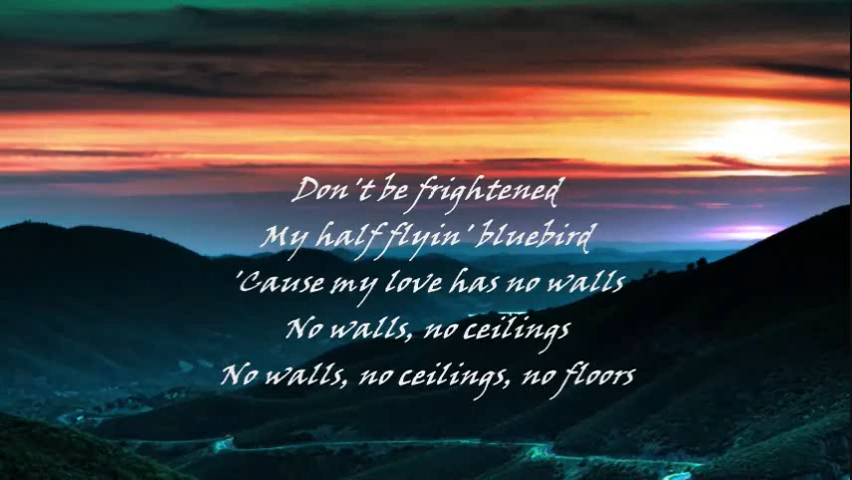 Don't be frightened
My half flyin' bluebird
'Cause my love has no walls
No walls, no ceilings
No walls, no ceilings, no floors